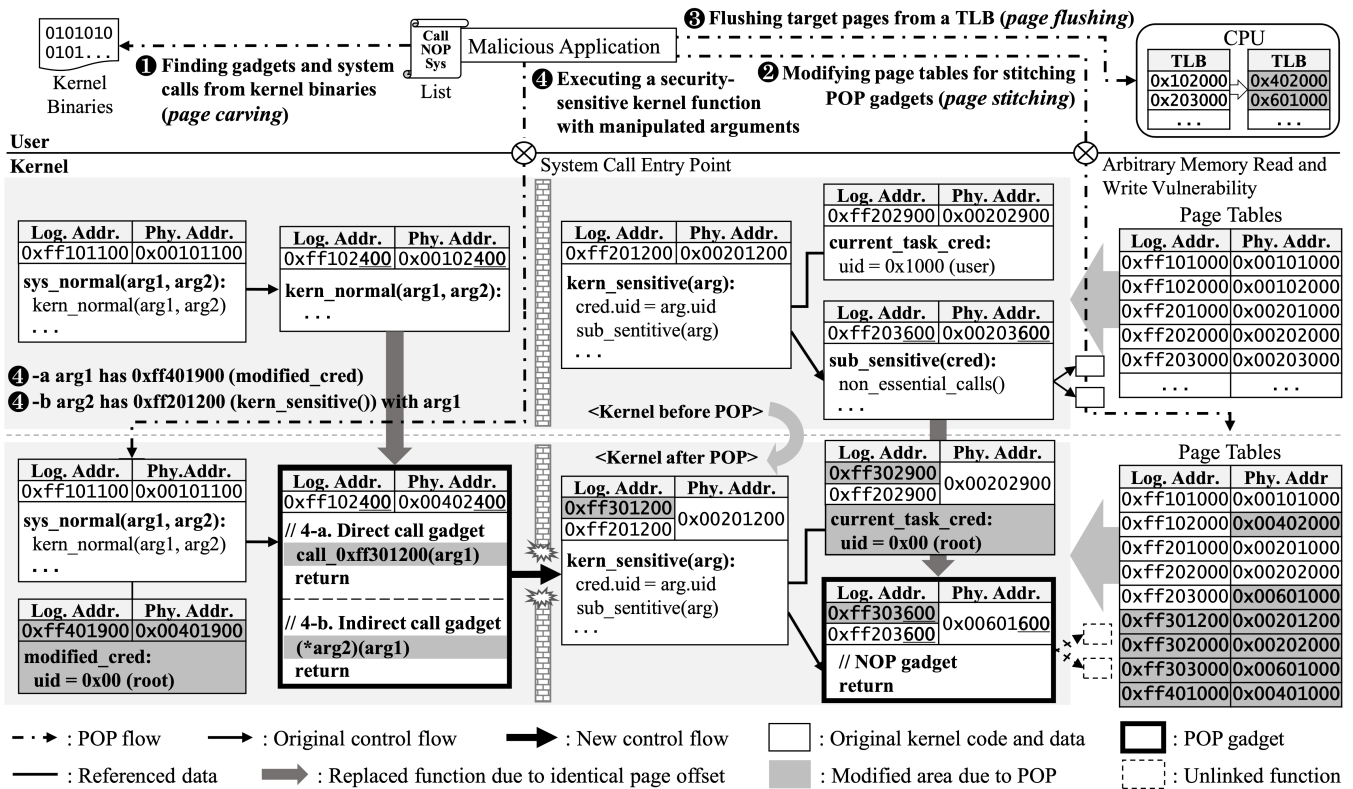 0101010
0101...
Kernel
Binaries
❶ Finding gadgets and system
calls from kernel binaries
(page carving)
Call
NOP
Sys
List
Malicious Application
❹ Executing a security-
sensitive kernel function
with manipulated arguments
❸ Flushing target pages from a TLB (page flushing)
❷ Modifying page tables for stitching
POP gadgets (page stitching)
CPU
TLB TLB
0x102000 0x402000
0x203000 0x601000
... ...
User
Kernel
System Call Entry Point
Arbitrary Memory Read and
Write Vulnerability
Log. Addr. Phy. Addr.
0xff101100 0x00101100
sys_normal(arg1, arg2):
kern_normal(arg1, arg2)
...
Log. Addr. Phy. Addr.
0xff102400 0x00102400
kern_normal(arg1, arg2):
...
Log. Addr. Phy. Addr.
0xff201200 0x00201200
kern_sensitive(arg):
cred.uid = arg.uid
sub_sentitive(arg)
...
Log. Addr. Phy. Addr.
0xff202900 0x00202900
current_task_cred:
uid = 0x1000 (user)
Log. Addr. Phy. Addr.
0xff203600 0x00203600
sub_sensitive(cred):
non_essential_calls()
...
Page Tables
Log. Addr. Phy. Addr.
0xff101000 0x00101000
0xff102000 0x00102000
0xff201000 0x00201000
0xff202000 0x00202000
0xff203000 0x00203000
... ...
❹ -a arg1 has 0xff401900 (modified_cred)
❹ -b arg2 has 0xff201200 (kern_sensitive()) with arg1
<Kernel before POP>
<Kernel after POP>
Log. Addr. Phy.Addr.
0xff101100 0x00101100
sys_normal(arg1, arg2):
kern_normal(arg1, arg2)
...
Log. Addr. Phy. Addr.
0xff401900 0x00401900
modified_cred:
uid = 0x00 (root)
Log. Addr. Phy. Addr.
0xff102400 0x00402400
// 4-a. Direct call gadget
call_0xff301200(arg1)
return
// 4-b. Indirect call gadget
(*arg2)(arg1)
return
Log. Addr. Phy. Addr.
0xff301200
0xff201200
0x00201200
kern_sensitive(arg):
cred.uid = arg.uid
sub_sentitive(arg)
...
Log. Addr. Phy. Addr.
0xff302900
0xff202900
0x00202900
current_task_cred:
uid = 0x00 (root)
Log. Addr. Phy. Addr.
0xff303600
0xff203600
0x00601600
// NOP gadget
return
Page Tables
Log. Addr. Phy. Addr
0xff101000 0x00101000
0xff102000 0x00402000
0xff201000 0x00201000
0xff202000 0x00202000
0xff203000 0x00601000
0xff301200 0x00201200
0xff302000 0x00202000
0xff303000 0x00601000
0xff401000 0x00401000
: POP flow
: Original control flow
: New control flow
: Original kernel code and data
: POP gadget
: Referenced data
: Replaced function due to identical page offset
: Modified area due to POP
: Unlinked function